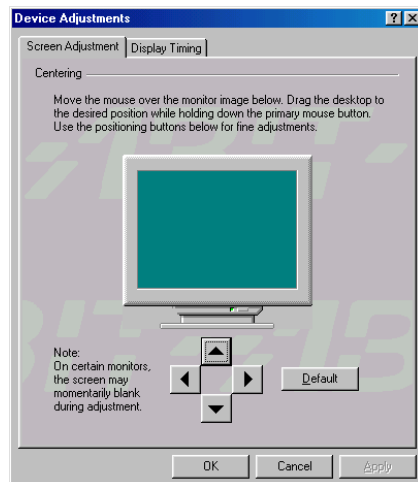 Device Adjustments
Screen Adjustment Display Timing
Centering
Move the mouse over the monitor image below. Drag the desktop to
the desired position while holding down the primary mouse button.
Use the positioning buttons below for fine adjustments.
Note:
On certain monitors,
the screen may
momentarily blank
during adjustment.
Default
OK Cancel Apply